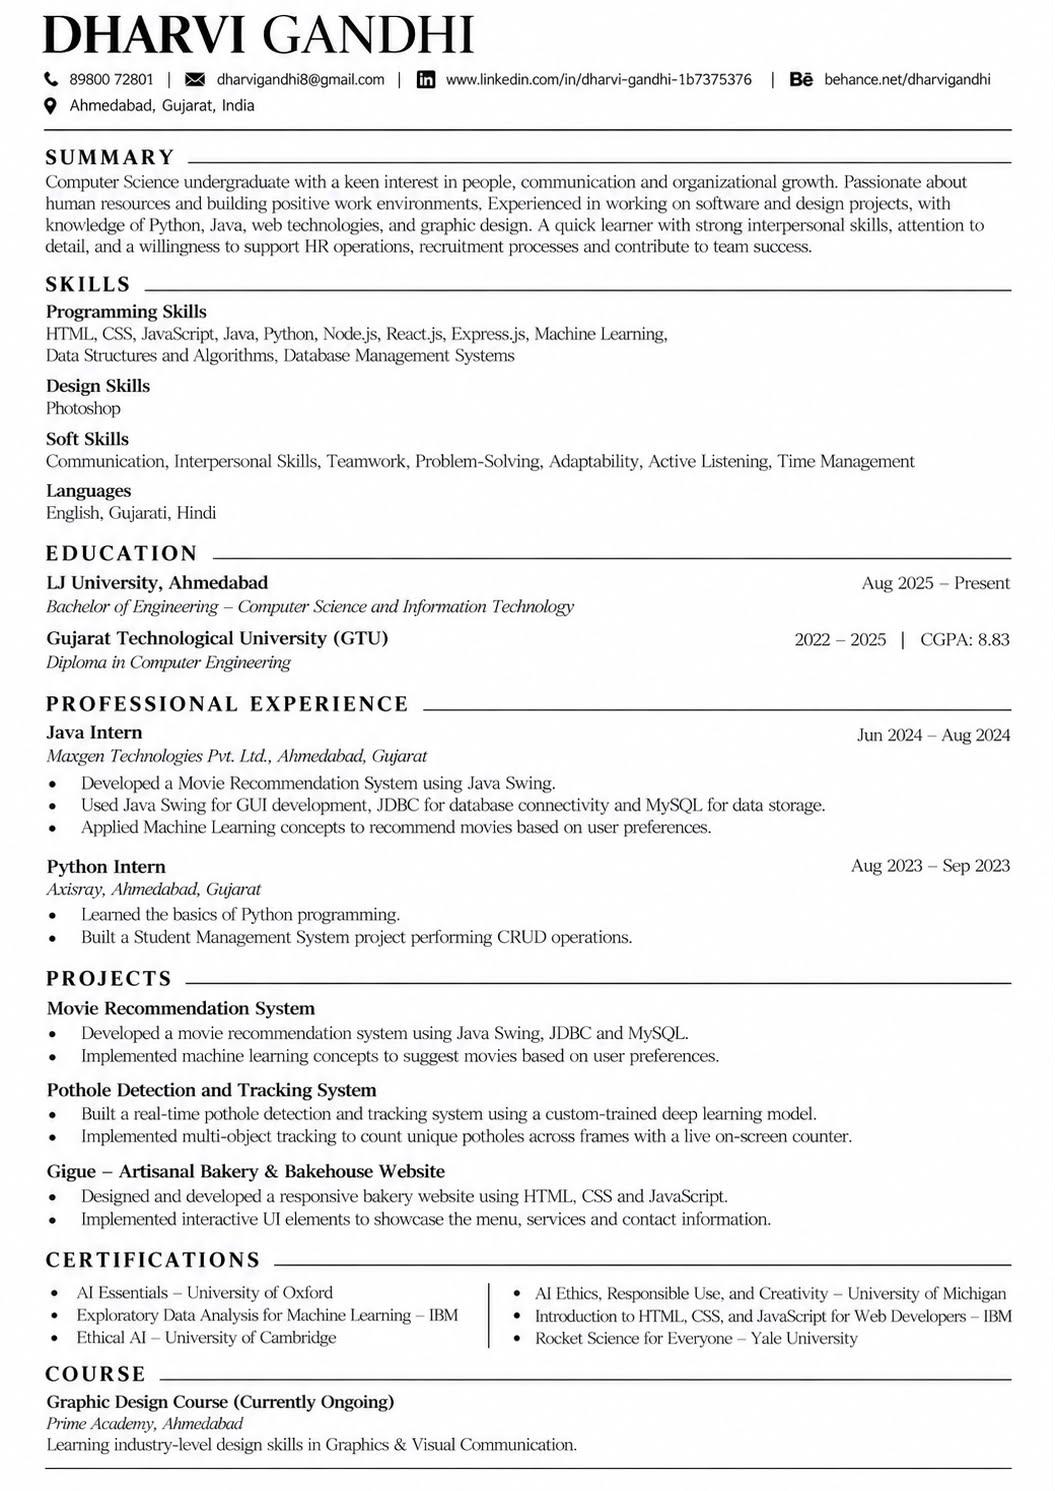 DHARVI GANDHI
89800 72801 | dharvigandhi8@gmail.com | in www.linkedin.com/in/dharvi-gandhi-1b7375376 | Bē behance.net/dharvigandhi
Ahmedabad, Gujarat, India
SUMMARY
Computer Science undergraduate with a keen interest in people, communication and organizational growth. Passionate about
human resources and building positive work environments. Experienced in working on software and design projects, with
knowledge of Python, Java, web technologies, and graphic design. A quick learner with strong interpersonal skills, attention to
detail, and a willingness to support HR operations, recruitment processes and contribute to team success.
SKILLS
Programming Skills
HTML, CSS, JavaScript, Java, Python, Node.js, React.js, Express.js, Machine Learning,
Data Structures and Algorithms, Database Management Systems
Design Skills
Photoshop
Soft Skills
Communication, Interpersonal Skills, Teamwork, Problem-Solving, Adaptability, Active Listening, Time Management
Languages
English, Gujarati, Hindi
EDUCATION
LJ University, Ahmedabad Aug 2025 – Present
Bachelor of Engineering – Computer Science and Information Technology
Gujarat Technological University (GTU) 2022 – 2025 | CGPA: 8.83
Diploma in Computer Engineering
PROFESSIONAL EXPERIENCE
Java Intern Jun 2024 – Aug 2024
Maxgen Technologies Pvt. Ltd., Ahmedabad, Gujarat
• Developed a Movie Recommendation System using Java Swing.
• Used Java Swing for GUI development, JDBC for database connectivity and MySQL for data storage.
• Applied Machine Learning concepts to recommend movies based on user preferences.
Python Intern Aug 2023 – Sep 2023
Axisray, Ahmedabad, Gujarat
• Learned the basics of Python programming.
• Built a Student Management System project performing CRUD operations.
PROJECTS
Movie Recommendation System
• Developed a movie recommendation system using Java Swing, JDBC and MySQL.
• Implemented machine learning concepts to suggest movies based on user preferences.
Pothole Detection and Tracking System
• Built a real-time pothole detection and tracking system using a custom-trained deep learning model.
• Implemented multi-object tracking to count unique potholes across frames with a live on-screen counter.
Gigue – Artisanal Bakery & Bakehouse Website
• Designed and developed a responsive bakery website using HTML, CSS and JavaScript.
• Implemented interactive UI elements to showcase the menu, services and contact information.
CERTIFICATIONS
• AI Essentials – University of Oxford
• Exploratory Data Analysis for Machine Learning – IBM
• Ethical AI – University of Cambridge
• AI Ethics, Responsible Use, and Creativity – University of Michigan
• Introduction to HTML, CSS, and JavaScript for Web Developers – IBM
• Rocket Science for Everyone – Yale University
COURSE
Graphic Design Course (Currently Ongoing)
Prime Academy, Ahmedabad
Learning industry-level design skills in Graphics & Visual Communication.